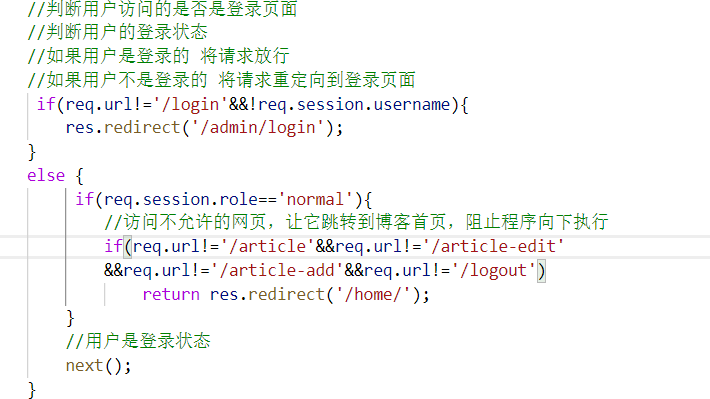 //判断用户访问的是否是登录页面
//判断用户的登录状态
//如果用户是登录的 将请求放行
//如果用户不是登录的 将请求重定向到登录页面
if(req.url!='/login'&&!req.session.username){
res.redirect('/admin/login');
}
else {
if(req.session.role=='normal'){
//访问不允许的网页，让它跳转到博客首页，阻止程序向下执行
if(req.url!='/article'&&req.url!='/article-edit'
&&req.url!='/article-add'&&req.url!='/logout')
return res.redirect('/home/');
}
//用户是登录状态
next();
}